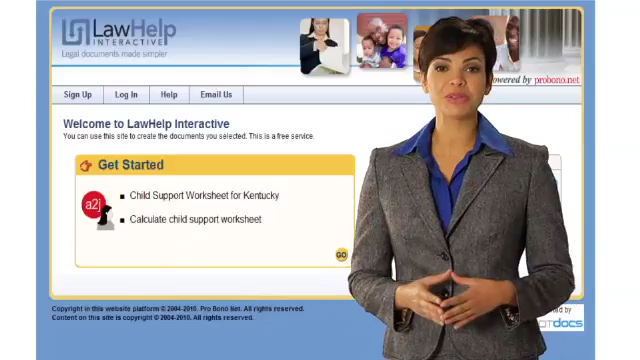 LawHelp
INTERACTIVE
Legal documents made simpler
powered by probono.net
Sign Up Log In Help Email Us
Welcome to LawHelp Interactive
You can use this site to create the documents you selected. This is a free service.
Get Started
a2j
Child Support Worksheet for Kentucky
Calculate child support worksheet
GO
Copyright in this website platform © 2004-2010. Pro Bono Net. All rights reserved.
Content on this site is copyright © 2004-2010. All rights reserved.